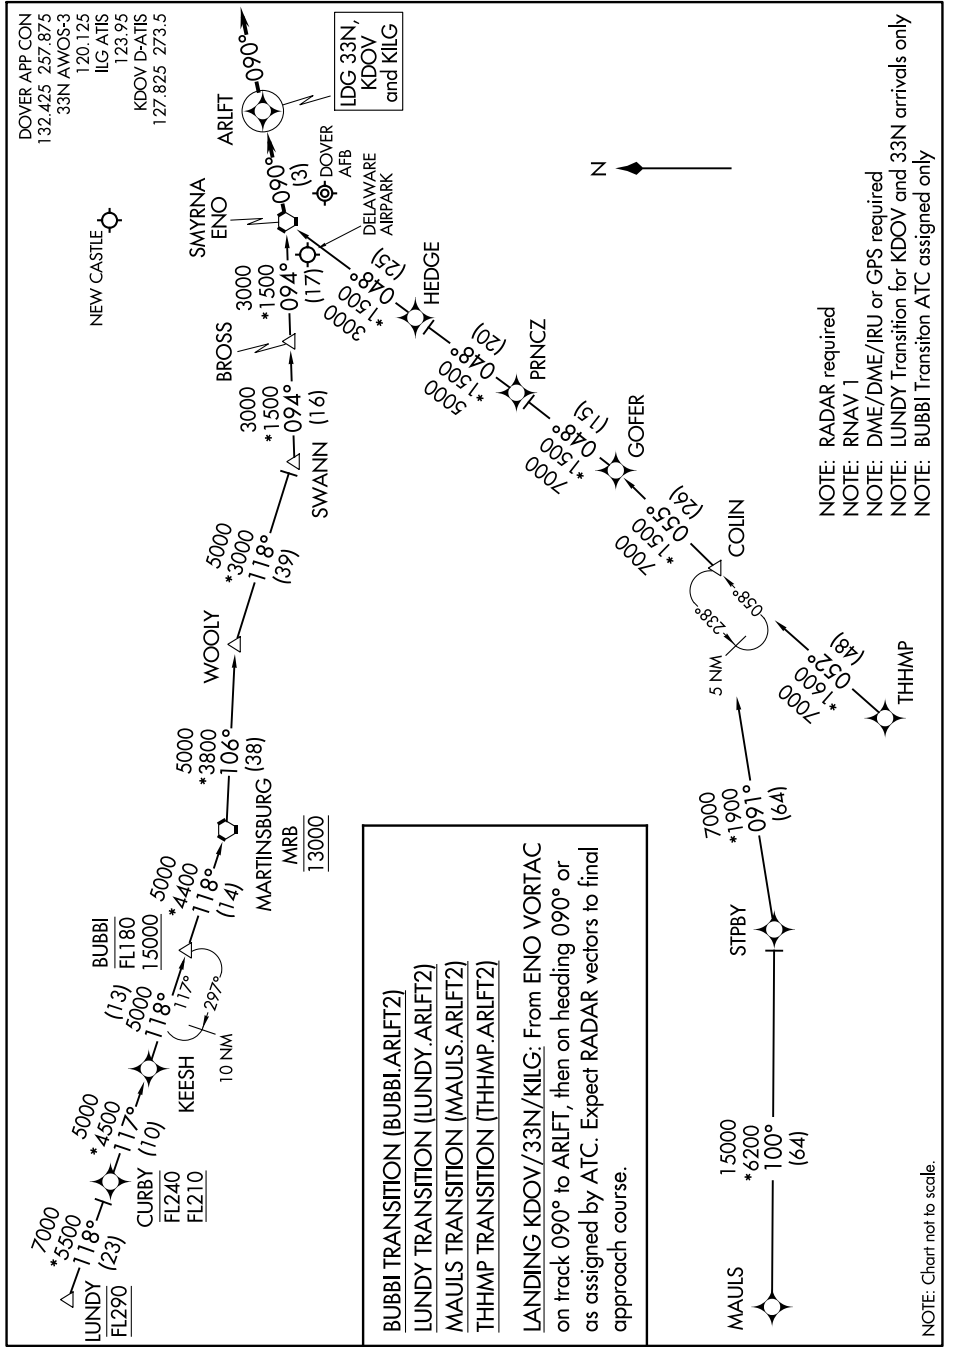 DOVER APP CON
132.425 257.875
33N AWOS-3
120.125
ILG ATIS
123.95
KDOV D-ATIS
127.825 273.5
NEW CASTLE
ARLFT
090°
LDG 33N,
KDOV
and KILG
SMYRNA
ENO
090°
(3)
DOVER
AFB
DELAWARE
AIRPARK
N
LUNDY
FL290
7000
*5500
118°
(23)
CURBY
FL240
FL210
5000
*4500
117°
(10)
KEESH
(13)
5000
118°
BUBBI
FL180
15000
117°
297°
10 NM
5000
*4400
118°
(14)
MARTINSBURG
MRB
13000
5000
*3800
106°
(38)
WOOLY
5000
*3000
118°
(39)
SWANN
3000
*1500
094°
(16)
BROSS
3000
*1500
094°
(17)
3000
*1500
048°
(25)
HEDGE
5000
*1500
048°
(20)
PRNCZ
7000
*1500
048°
(15)
GOFER
7000
*1500
055°
(26)
COLIN
238°
058°
5 NM
7000
*1600
052°
(48)
THHMP
7000
*1900
091°
(64)
STPBY
15000
*6200
100°
(64)
MAULS
BUBBI TRANSITION (BUBBI.ARLFT2)
LUNDY TRANSITION (LUNDY.ARLFT2)
MAULS TRANSITION (MAULS.ARLFT2)
THHMP TRANSITION (THHMP.ARLFT2)
LANDING KDOV/33N/KILG: From ENO VORTAC
on track 090° to ARLFT, then on heading 090° or
as assigned by ATC. Expect RADAR vectors to final
approach course.
NOTE: RADAR required
NOTE: RNAV 1
NOTE: DME/DME/IRU or GPS required
NOTE: LUNDY Transition for KDOV and 33N arrivals only
NOTE: BUBBI Transiton ATC assigned only
NOTE: Chart not to scale.